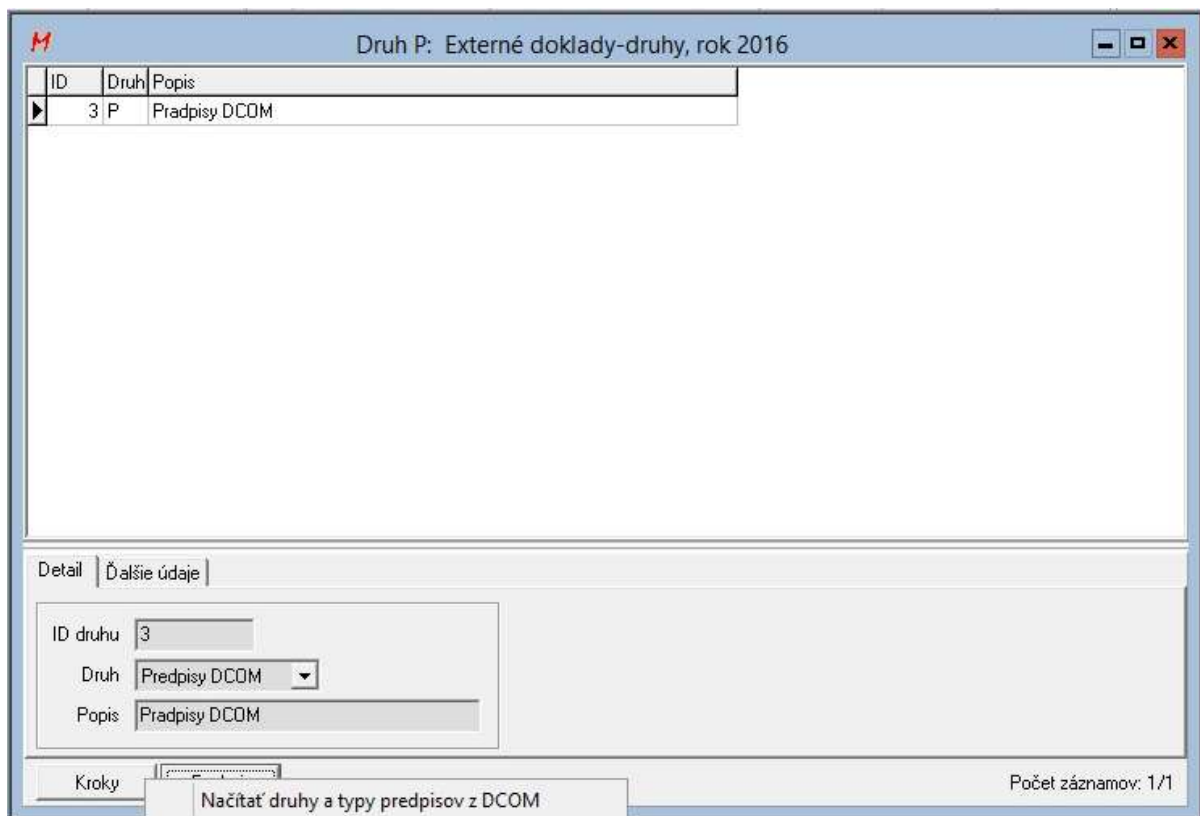 M Druh P: Externé doklady-druhy, rok 2016
ID Druh Popis
3 P Pradpisy DCOM
Detail Ďalšie údaje
ID druhu 3
Druh Predpisy DCOM
Popis Pradpisy DCOM
Kroky Počet záznamov: 1/1
Načítať druhy a typy predpisov z DCOM